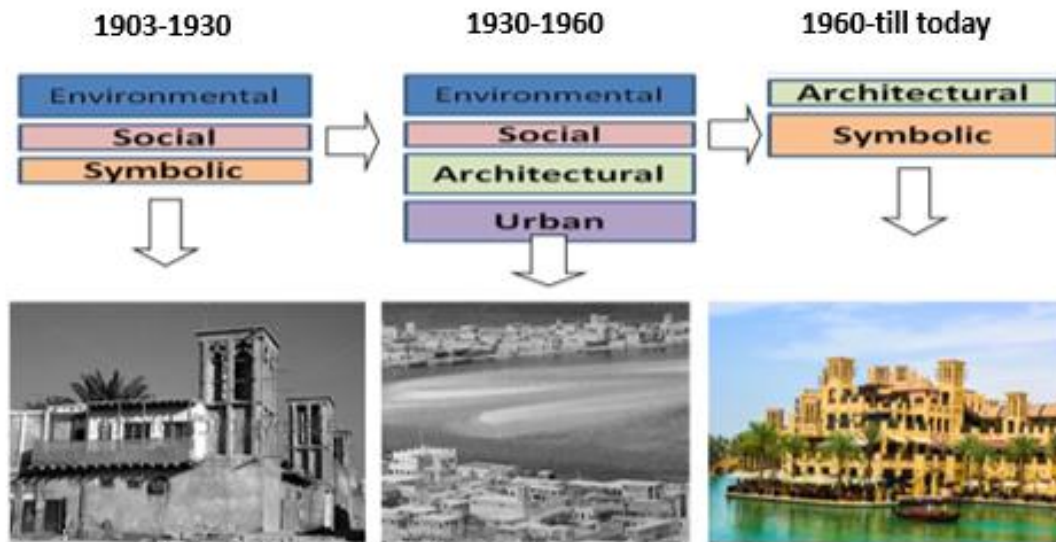 1903-1930
Environmental
Social
Symbolic
1930-1960
Environmental
Social
Architectural
Urban
1960-till today
Architectural
Symbolic